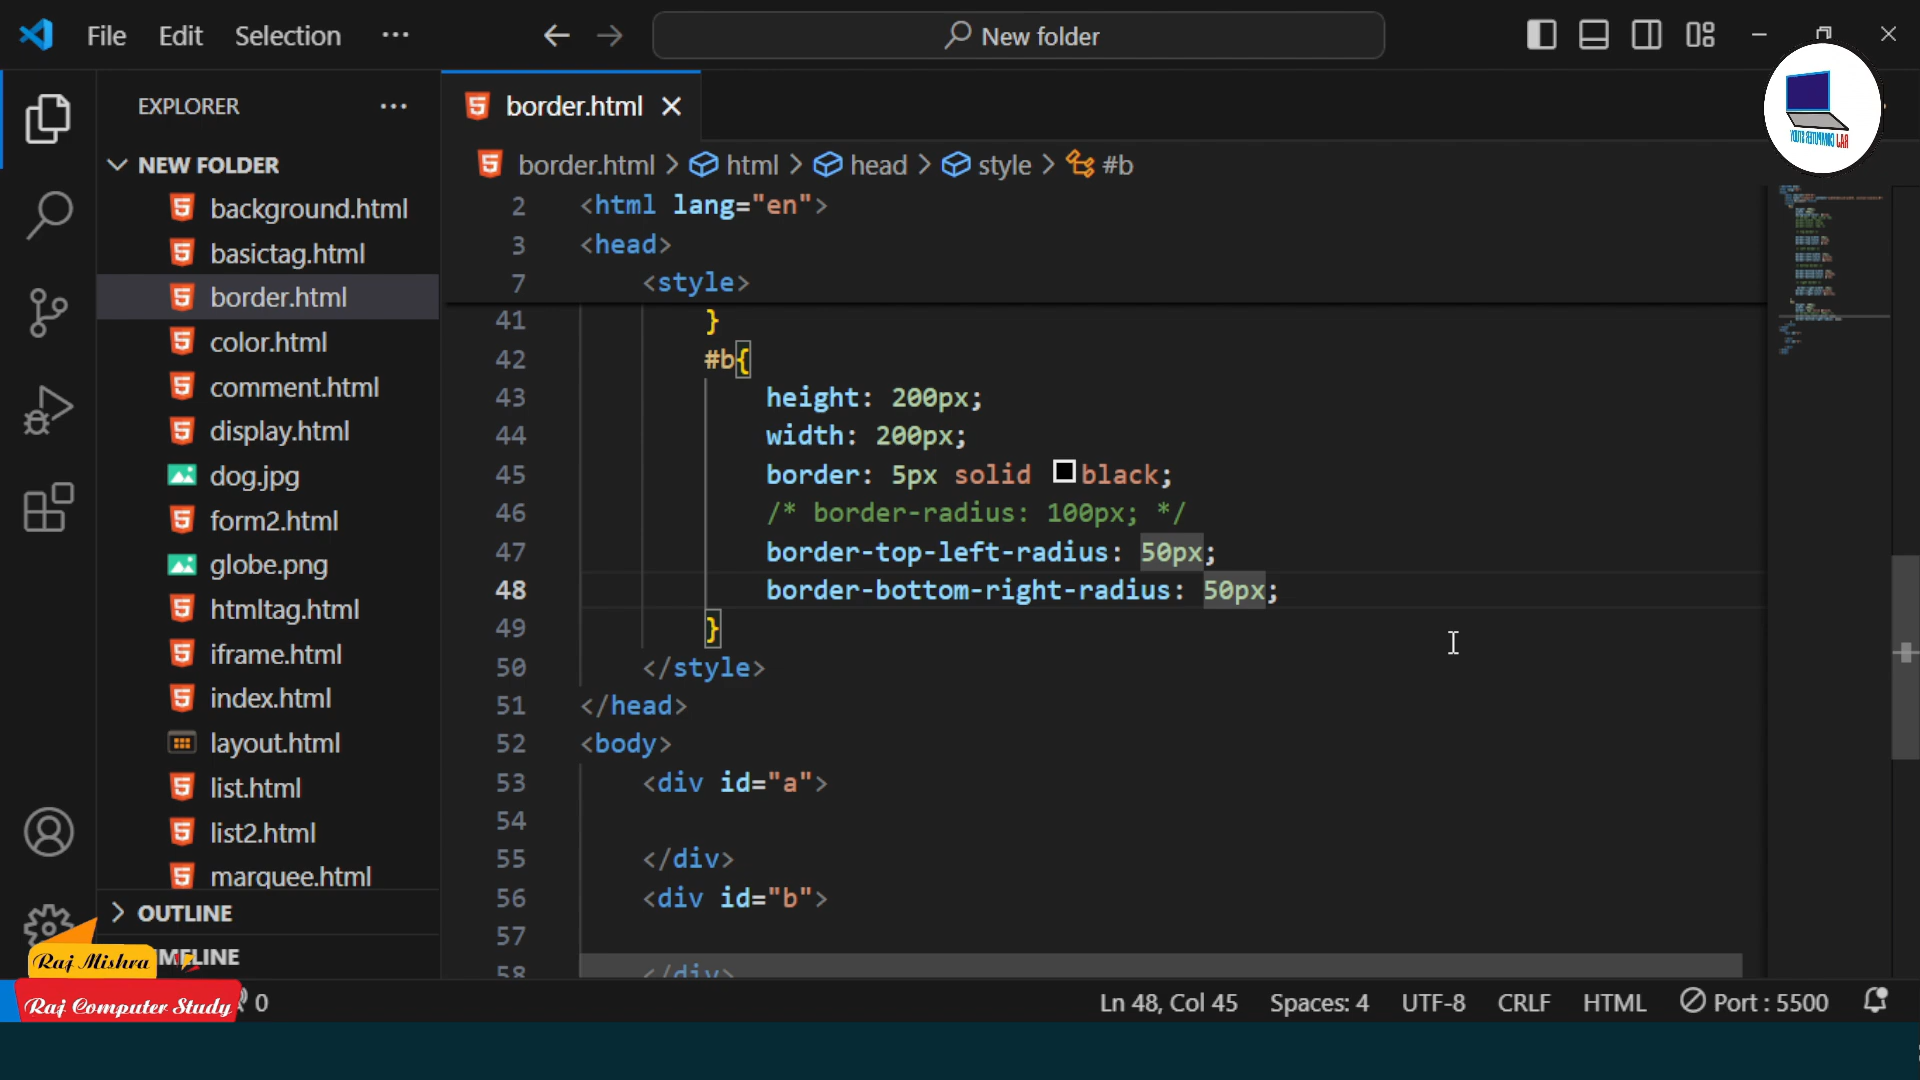 File Edit Selection ··· New folder
EXPLORER ···
border.html
NEW FOLDER
border.html > html > head > style > #b
background.html
basictag.html
border.html
color.html
comment.html
display.html
dog.jpg
form2.html
globe.png
htmltag.html
iframe.html
index.html
layout.html
list.html
list2.html
marquee.html
OUTLINE
2 <html lang="en">
3 <head>
7 <style>
41 }
42 #b{
43 height: 200px;
44 width: 200px;
45 border: 5px solid black;
46 /* border-radius: 100px; */
47 border-top-left-radius: 50px;
48 border-bottom-right-radius: 50px;
49 }
50 </style>
51 </head>
52 <body>
53 <div id="a">
54
55 </div>
56 <div id="b">
57
58 </div>
Raj Mishra
Raj Computer Study
0
Ln 48, Col 45 Spaces: 4 UTF-8 CRLF HTML Port : 5500